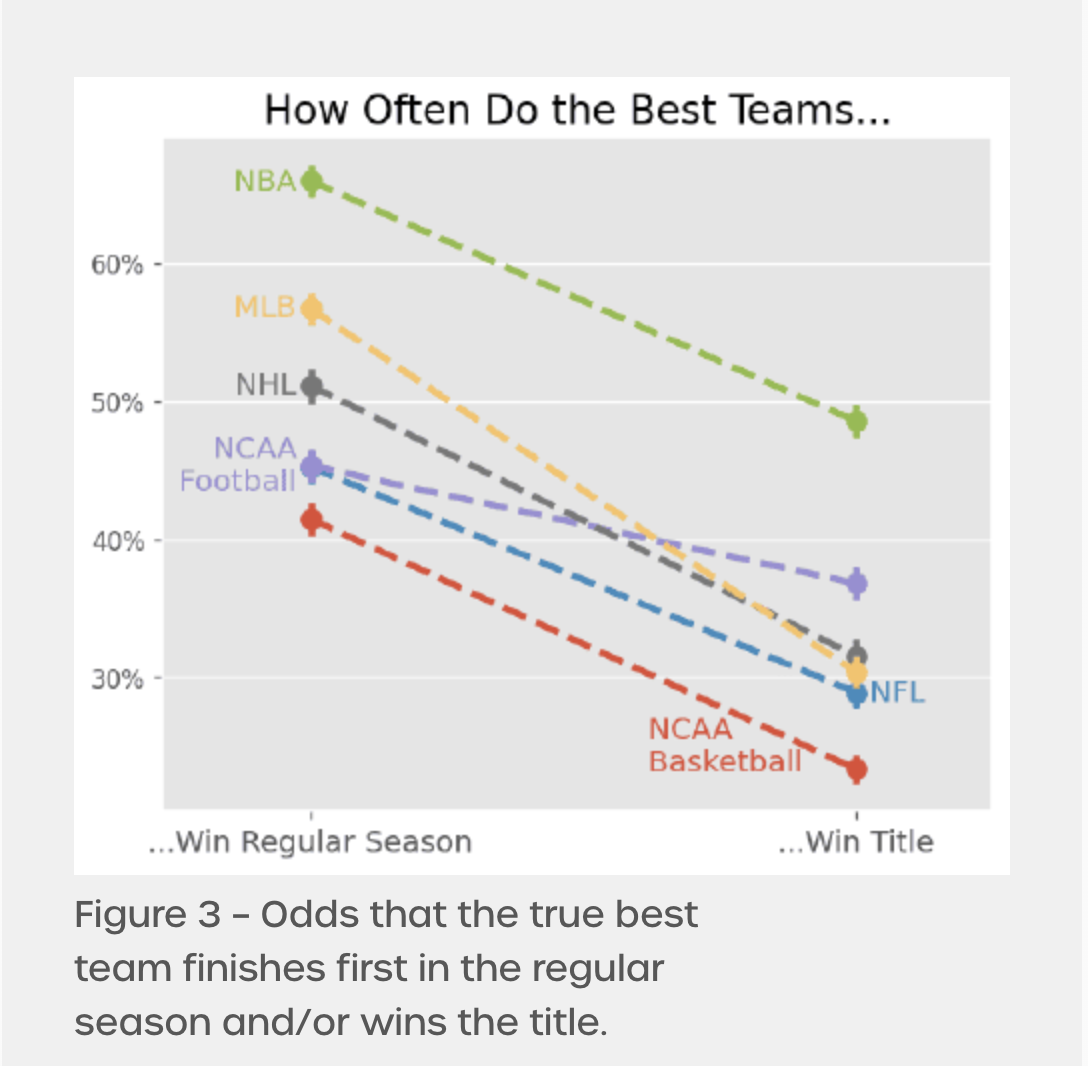 How Often Do the Best Teams...
NBA
60%
MLB
NHL
50%
NCAA
Football
40%
30%
NFL
NCAA
Basketball
...Win Regular Season
...Win Title
Figure 3 – Odds that the true best
team finishes first in the regular
season and/or wins the title.